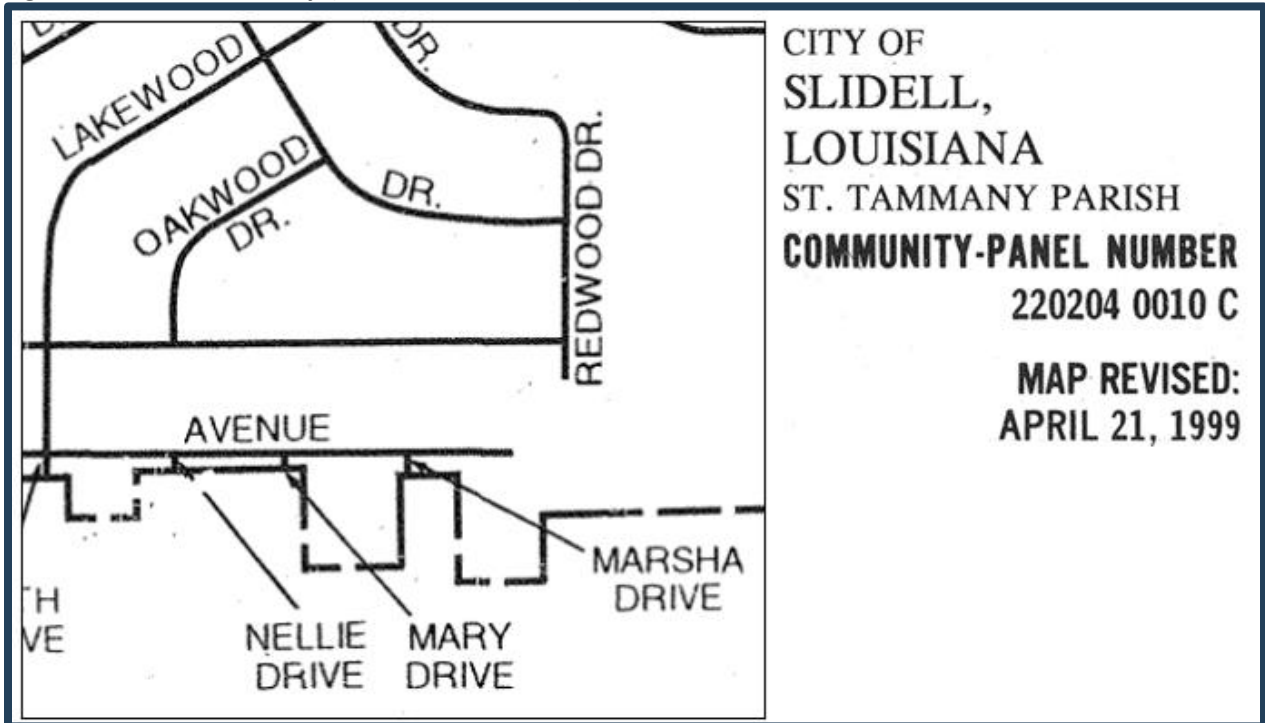 LAKEWOOD
DR.
OAKWOOD
DR.
DR.
REDWOOD DR.
AVENUE
MARSHA
DRIVE
NELLIE
DRIVE
MARY
DRIVE
CITY OF
SLIDELL,
LOUISIANA
ST. TAMMANY PARISH
COMMUNITY-PANEL NUMBER
220204 0010 C
MAP REVISED:
APRIL 21, 1999